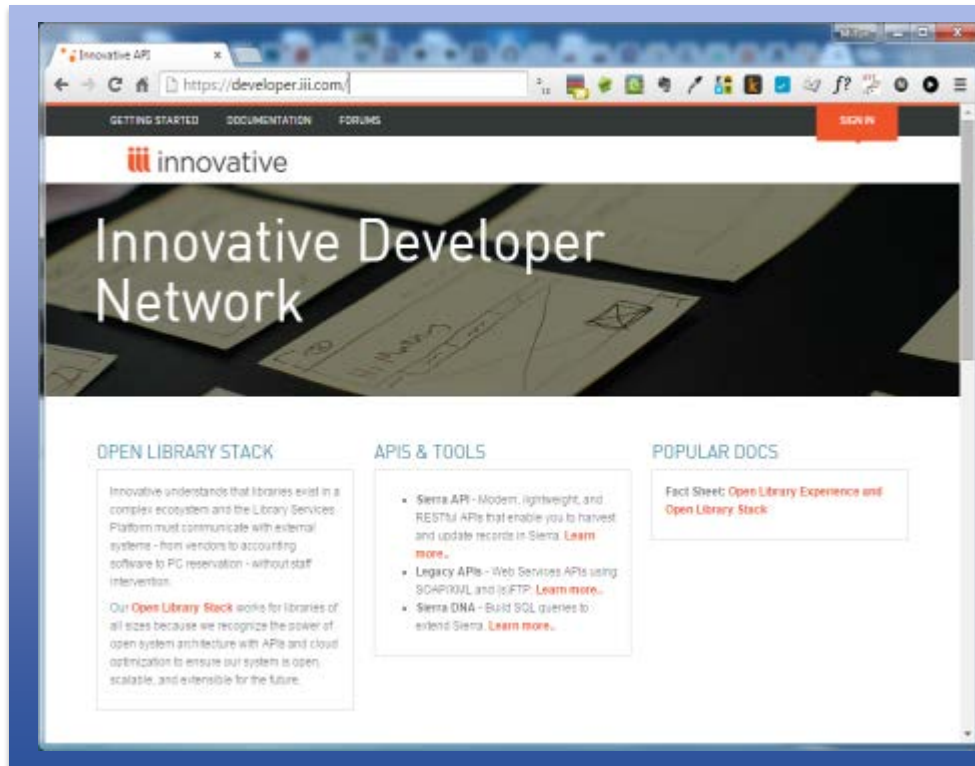 Innovative API
https://developer.iii.com/
GETTING STARTED DOCUMENTATION FORUMS SIGN IN
iii innovative
Innovative Developer
Network
OPEN LIBRARY STACK
Innovative understands that libraries exist in a
complex ecosystem and the Library Services
Platform must communicate with external
systems - from vendors to accounting
software to PC reservation - without staff
intervention.
Our Open Library Stack works for libraries of
all sizes because we recognize the power of
open system architecture with APIs and cloud
optimization to ensure our system is open,
scalable, and extensible for the future.
APIS & TOOLS
• Sierra API - Modern, lightweight, and
RESTful APIs that enable you to harvest
and update records in Sierra. Learn
more..
• Legacy APIs - Web Services APIs using
SOAP/XML and (s)FTP. Learn more..
• Sierra DNA - Build SQL queries to
extend Sierra. Learn more..
POPULAR DOCS
Fact Sheet: Open Library Experience and
Open Library Stack